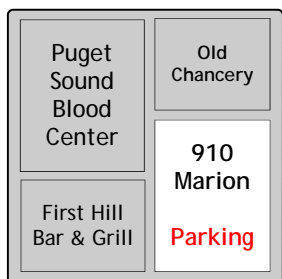 Puget
Sound
Blood
Center
Old
Chancery
910
Marion
Parking
First Hill
Bar & Grill